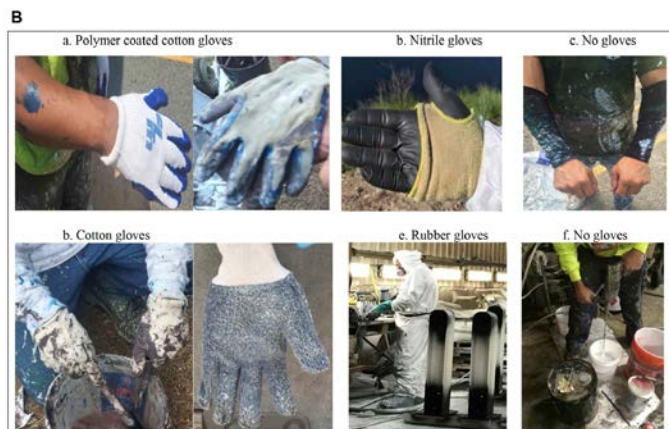 B
a. Polymer coated cotton gloves
b. Nitrile gloves
c. No gloves
b. Cotton gloves
e. Rubber gloves
f. No gloves